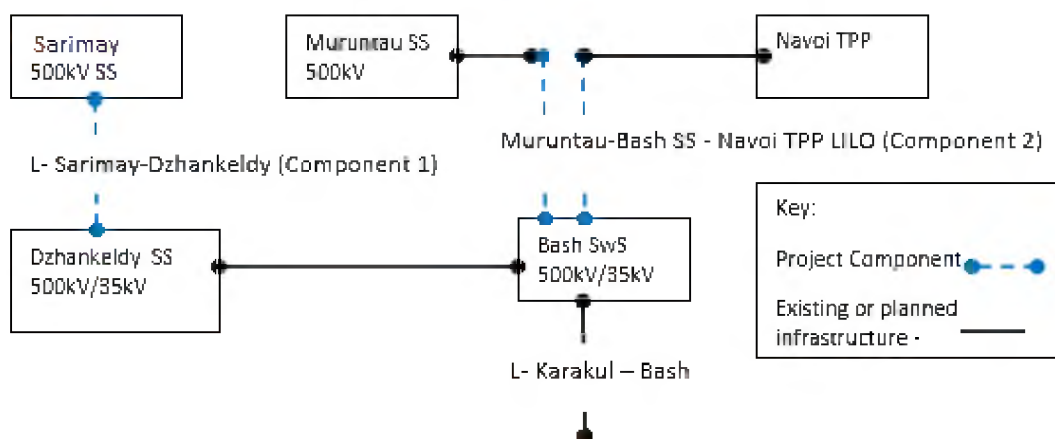 Sarimay
500kV SS
Muruntau SS
500kV
Navoi TPP
L- Sarimay-Dzhankeldy (Component 1)
Muruntau-Bash SS - Navoi TPP LILO (Component 2)
Dzhankeldy SS
500kV/35kV
Bash SwS
500kV/35kV
Key:
Project Component
Existing or planned
infrastructure -
L- Karakul – Bash